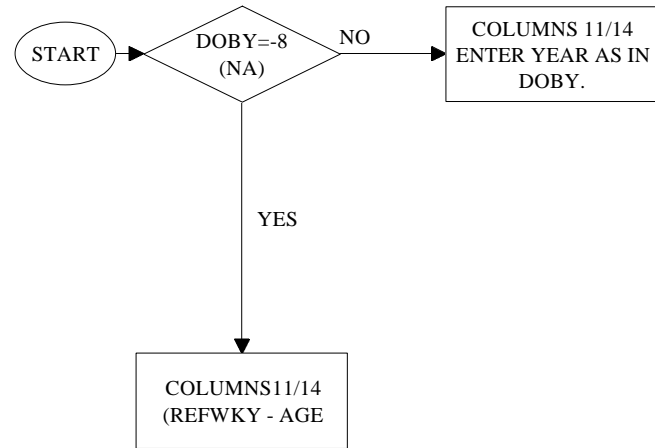 START
DOBY=-8
(NA)
NO
COLUMNS 11/14
ENTER YEAR AS IN
DOBY.
YES
COLUMNS11/14
(REFWKY - AGE